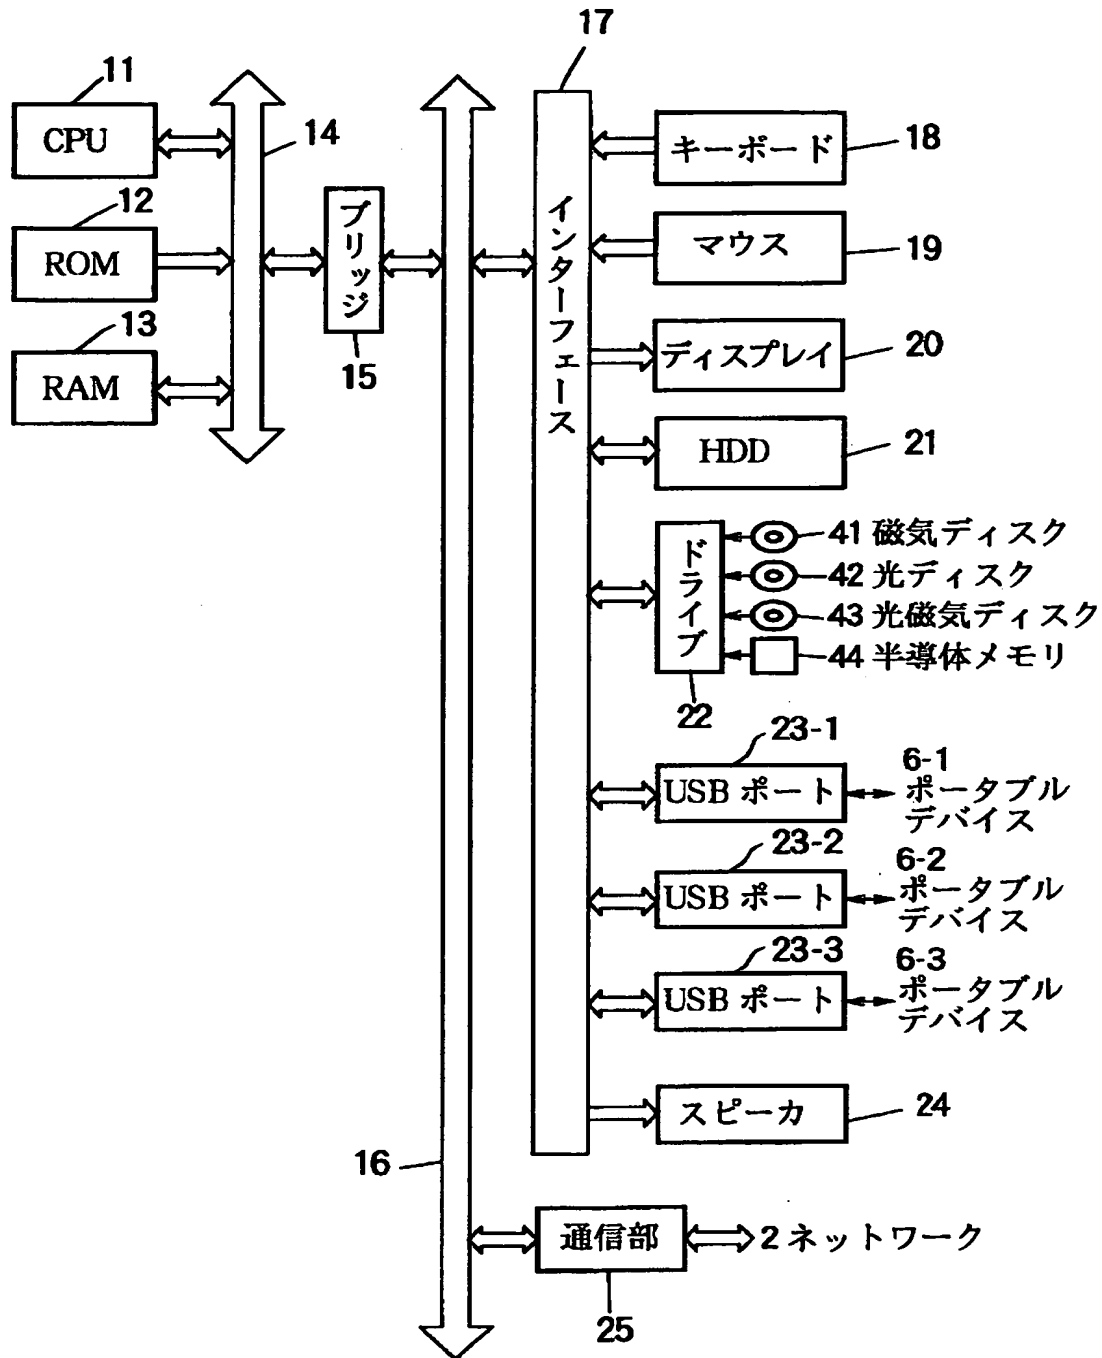 17
11
CPU
14
12
ROM
13
RAM
ブリッジ
15
インターフェース
キーボード
18
マウス
19
ディスプレイ
20
HDD
21
ドライブ
22
41 磁気ディスク
42 光ディスク
43 光磁気ディスク
44 半導体メモリ
23-1
USB ポート
6-1
ポータブル
デバイス
23-2
USB ポート
6-2
ポータブル
デバイス
23-3
USB ポート
6-3
ポータブル
デバイス
スピーカ
24
16
通信部
2 ネットワーク
25